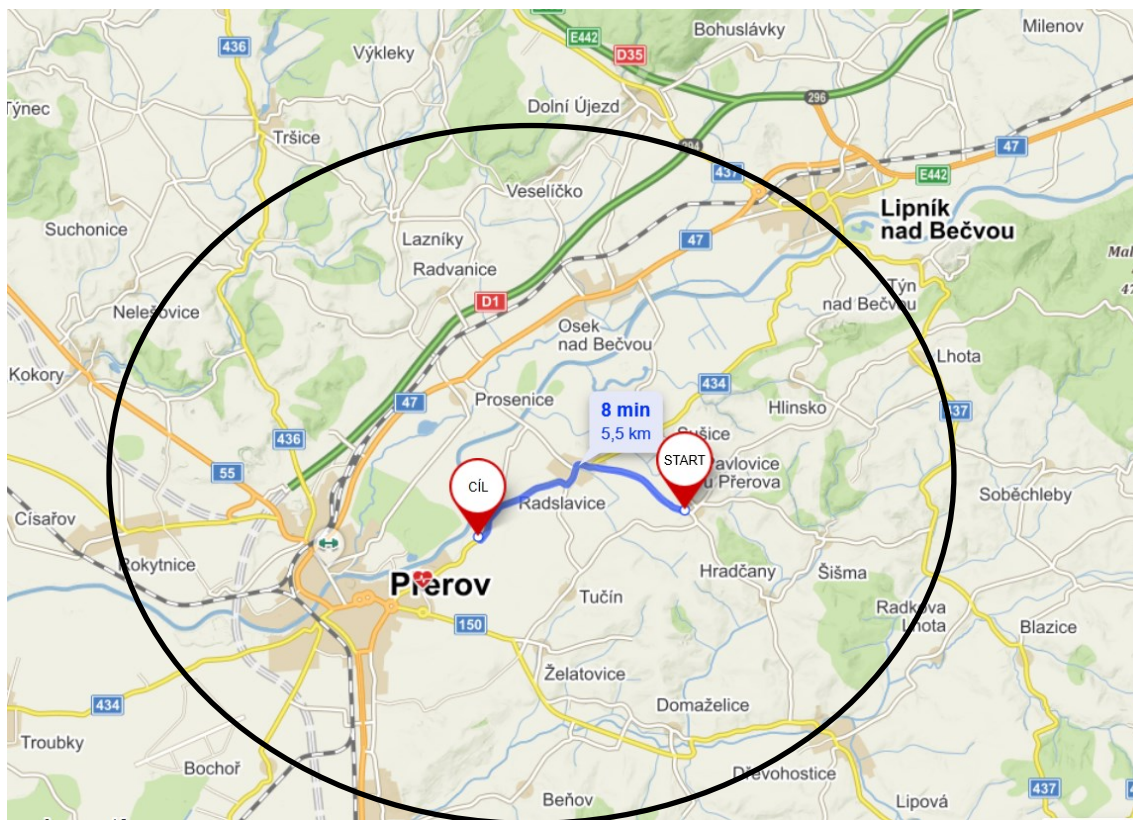 436
Výkleky
E442
D35
Bohuslávky
Milenov
Týnec
Tršice
Dolní Újezd
296
294
47
437
E442
Veselíčko
Lipník
nad Bečvou
Suchonice
Lazníky
47
Radvanice
D1
Týn
nad Bečvou
Nelešovice
Osek
nad Bečvou
Lhota
Kokory
434
47
Prosenice
8 min
5,5 km
Hlinsko
437
436
Sušice
START
Pavlovice
u Přerova
55
CÍL
Radslavice
Soběchleby
Císařov
Rokytnice
Hradčany
Šišma
Přerov
Tučín
Radkova
Lhota
150
Blazice
Želatovice
434
Domaželice
Troubky
Bochoř
Dřevohostice
Beňov
437
Lipová